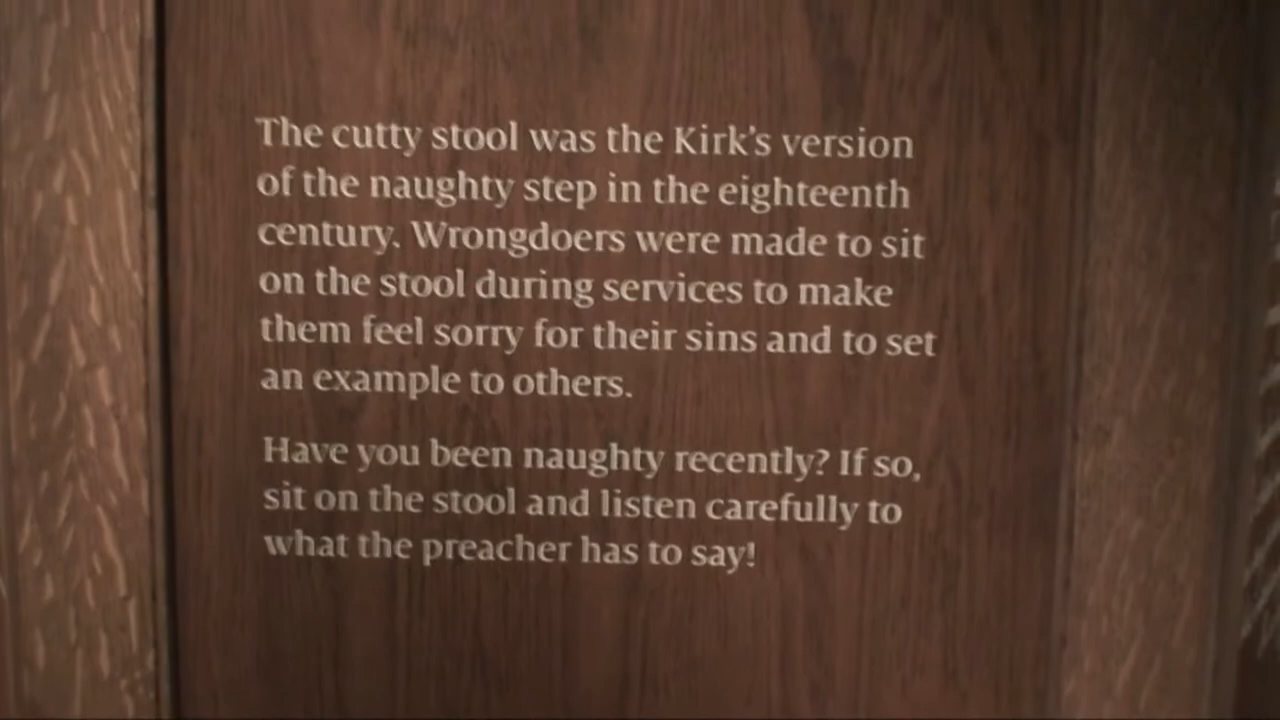 The cutty stool was the Kirk's version
of the naughty step in the eighteenth
century. Wrongdoers were made to sit
on the stool during services to make
them feel sorry for their sins and to set
an example to others.
Have you been naughty recently? If so,
sit on the stool and listen carefully to
what the preacher has to say!